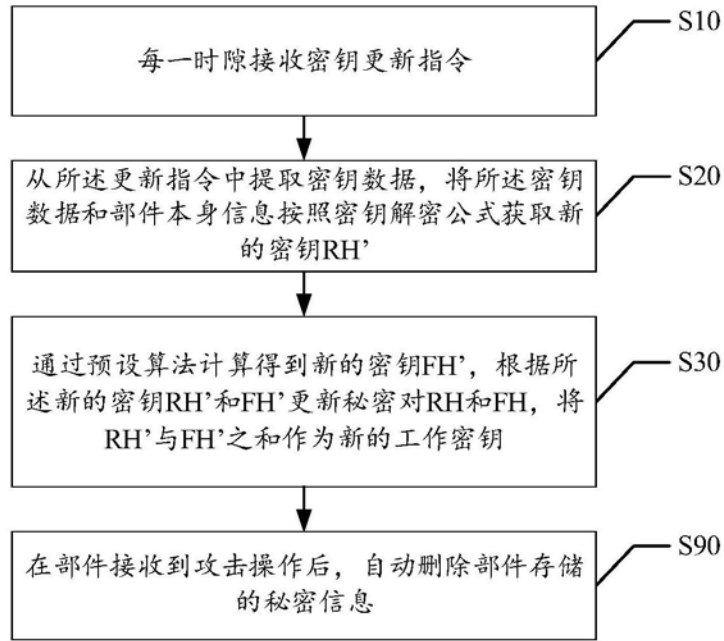 每一时隙接收密钥更新指令
S10
从所述更新指令中提取密钥数据，将所述密钥
数据和部件本身信息按照密钥解密公式获取新
的密钥RH’
S20
通过预设算法计算得到新的密钥FH’，根据所
述新的密钥RH’和FH’更新秘密对RH和FH，将
RH’与FH’之和作为新的工作密钥
S30
在部件接收到攻击操作后，自动删除部件存储
的秘密信息
S90